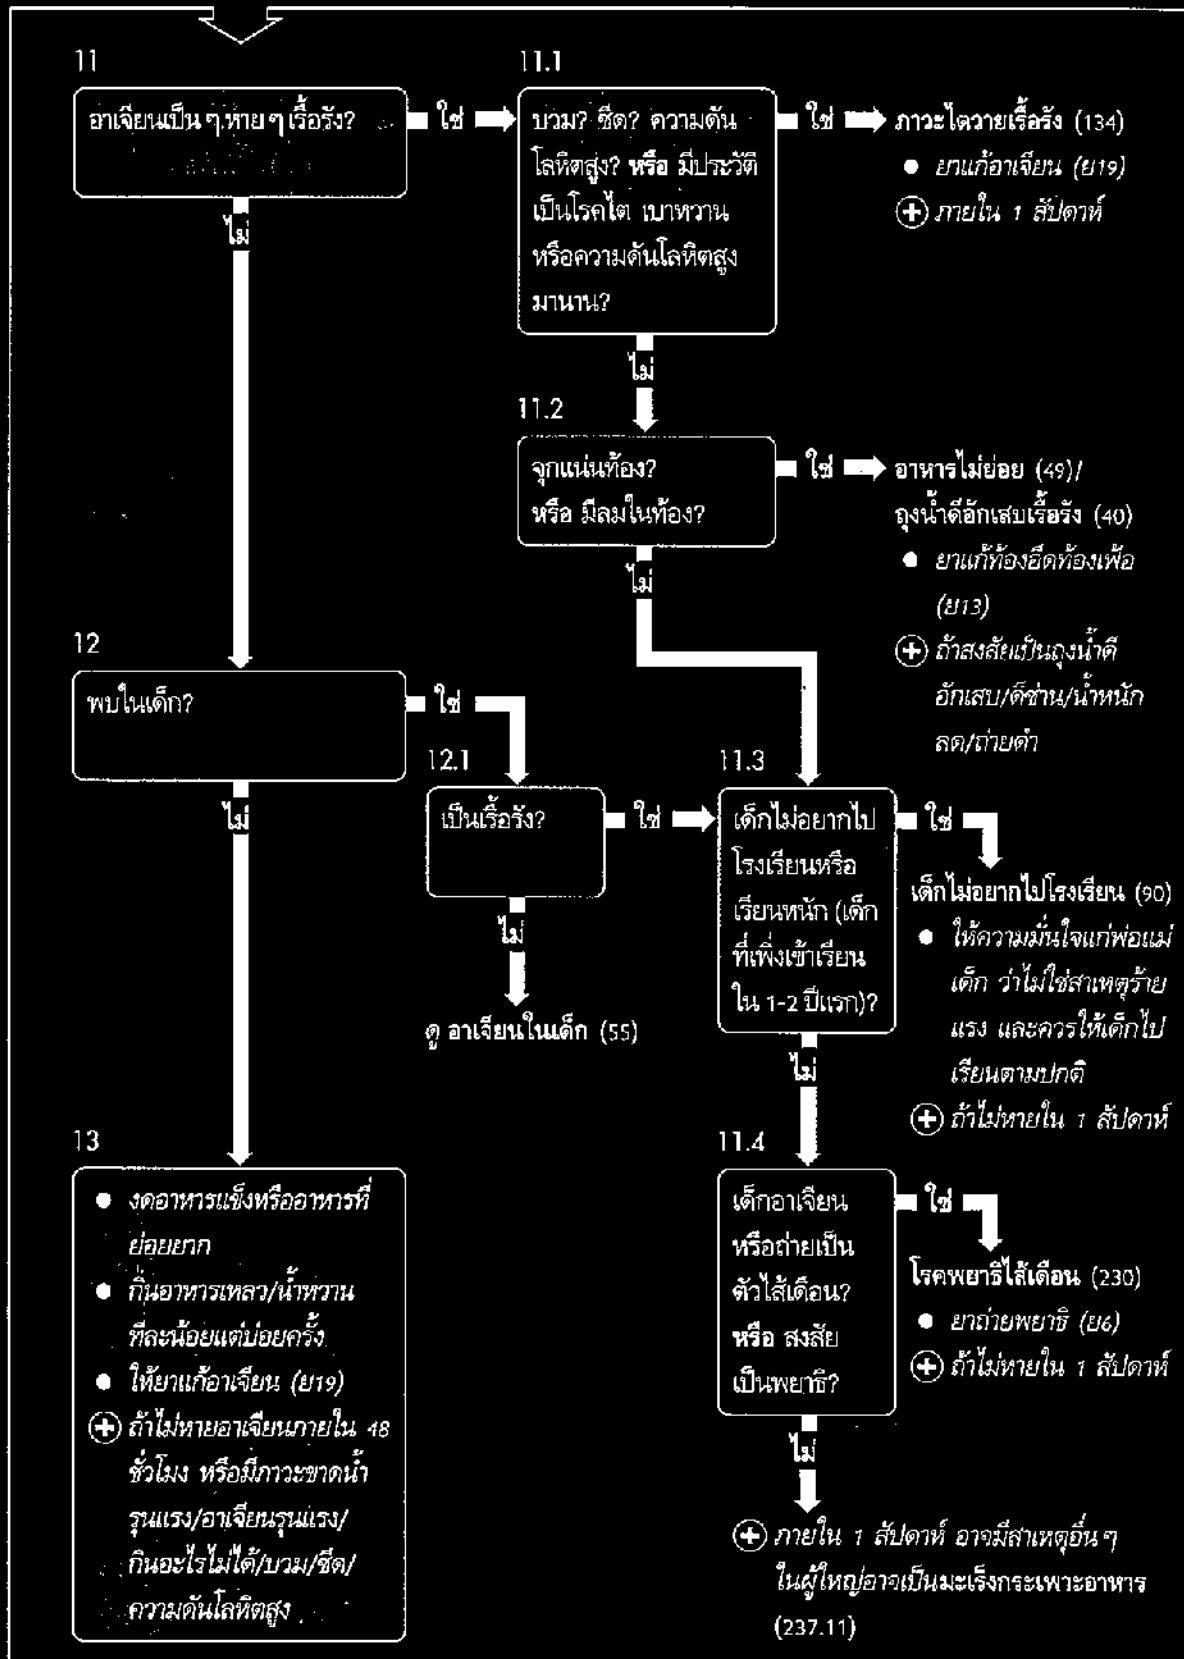 11
อาเจียนเป็น ๆ หาย ๆ เรื้อรัง?
ใช่
ไม่
11.1
บวม? ซีด? ความดัน
โลหิตสูง? หรือ มีประวัติ
เป็นโรคไต เบาหวาน
หรือความดันโลหิตสูง
มานาน?
ใช่
ภาวะไตวายเรื้อรัง (134)
● ยาแก้อาเจียน (ย19)
⊕ ภายใน 1 สัปดาห์
ไม่
11.2
จุกแน่นท้อง?
หรือ มีลมในท้อง?
ใช่
อาหารไม่ย่อย (49)/
ถุงน้ำดีอักเสบเรื้อรัง (40)
● ยาแก้ท้องอืดท้องเฟ้อ
(ย13)
⊕ ถ้าสงสัยเป็นถุงน้ำดี
อักเสบ/ดีซ่าน/น้ำหนัก
ลด/ถ่ายดำ
ไม่
12
พบในเด็ก?
ใช่
ไม่
12.1
เป็นเรื้อรัง?
ใช่
ไม่
ดู อาเจียนในเด็ก (55)
11.3
เด็กไม่อยากไป
โรงเรียนหรือ
เรียนหนัก (เด็ก
ที่เพิ่งเข้าเรียน
ใน 1-2 ปีแรก)?
ใช่
เด็กไม่อยากไปโรงเรียน (90)
● ให้ความมั่นใจแก่พ่อแม่
เด็ก ว่าไม่ใช่สาเหตุร้าย
แรง และควรให้เด็กไป
เรียนตามปกติ
⊕ ถ้าไม่หายใน 1 สัปดาห์
ไม่
11.4
เด็กอาเจียน
หรือถ่ายเป็น
ตัวไส้เดือน?
หรือ สงสัย
เป็นพยาธิ?
ใช่
โรคพยาธิไส้เดือน (230)
● ยาถ่ายพยาธิ (ย6)
⊕ ถ้าไม่หายใน 1 สัปดาห์
ไม่
⊕ ภายใน 1 สัปดาห์ อาจมีสาเหตุอื่น ๆ
ในผู้ใหญ่อาจเป็นมะเร็งกระเพาะอาหาร
(237.11)
13
● งดอาหารแข็งหรืออาหารที่
ย่อยยาก
● กินอาหารเหลว/น้ำหวาน
ทีละน้อยแต่บ่อยครั้ง
● ให้ยาแก้อาเจียน (ย19)
⊕ ถ้าไม่หายอาเจียนภายใน 48
ชั่วโมง หรือมีภาวะขาดน้ำ
รุนแรง/อาเจียนรุนแรง/
กินอะไรไม่ได้/บวม/ซีด/
ความดันโลหิตสูง